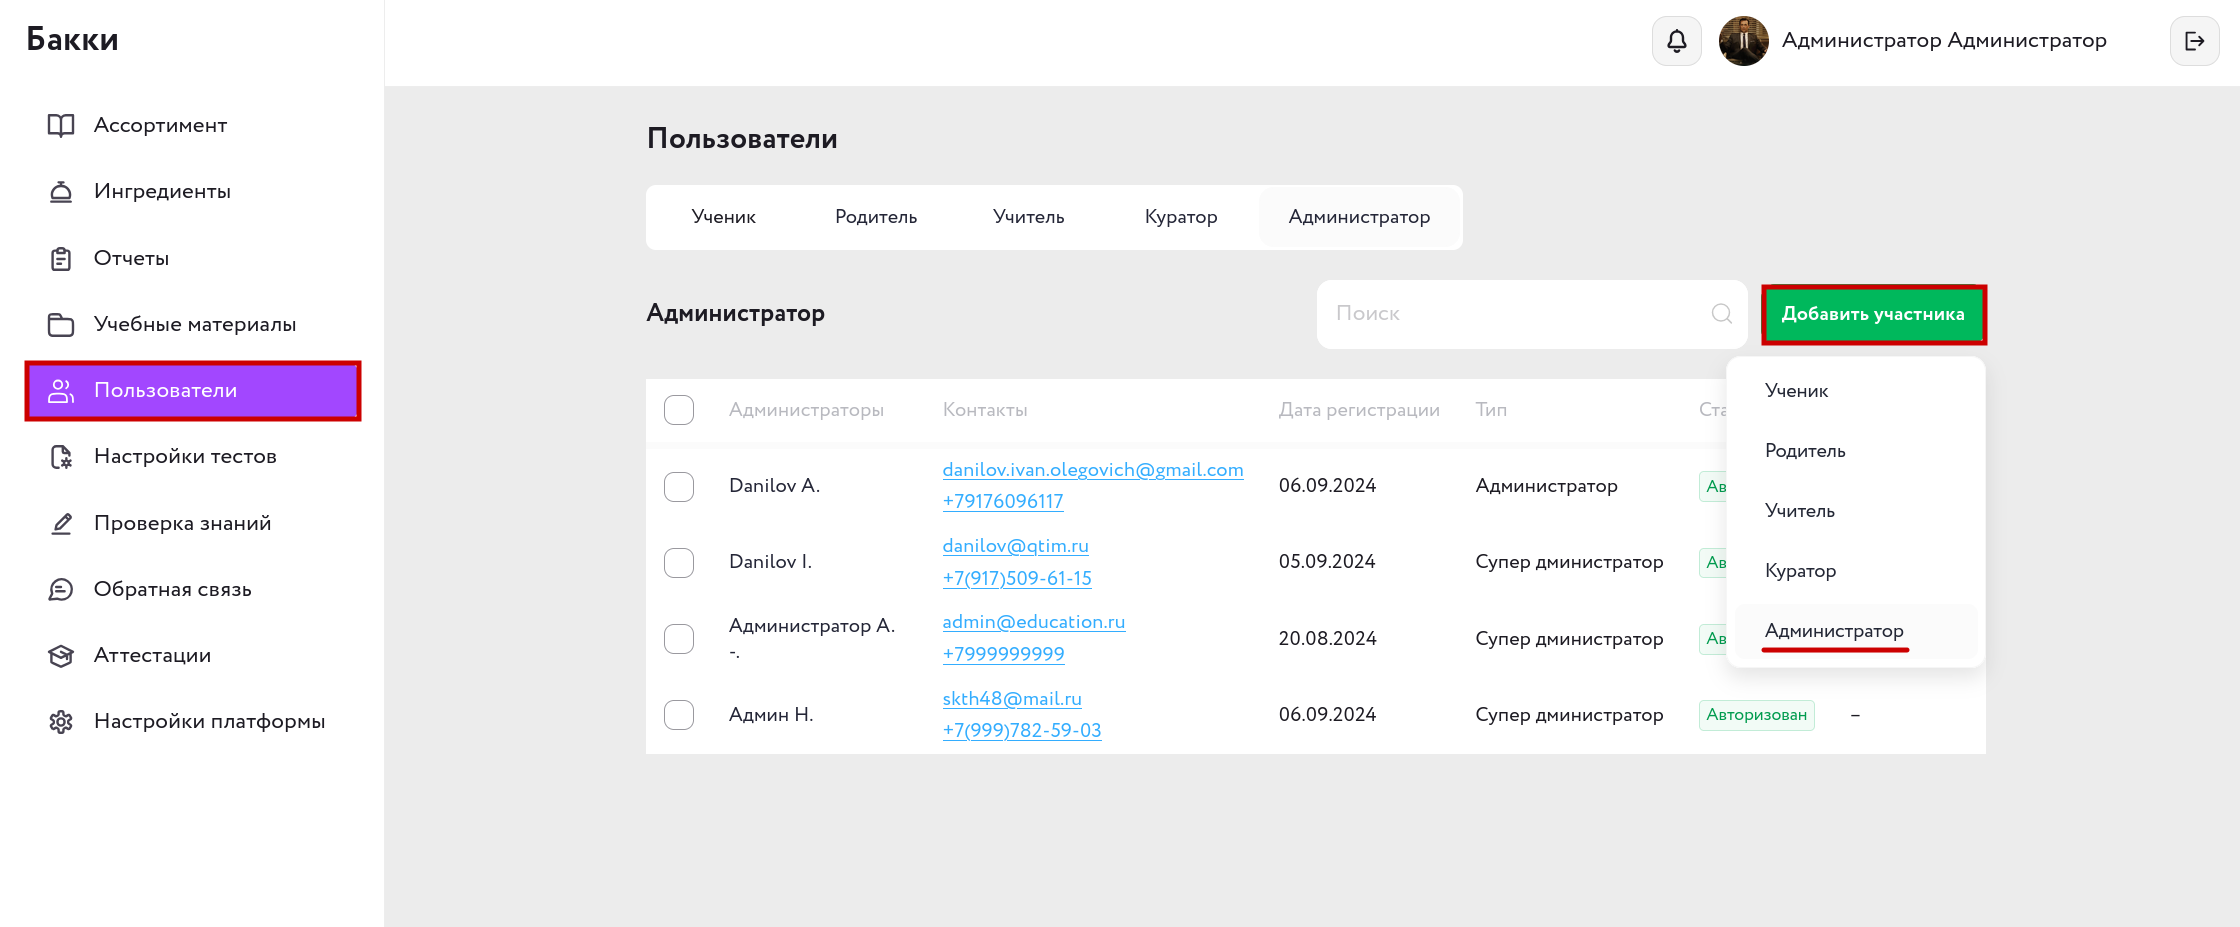 Бакки
Администратор Администратор
Ассортимент
Ингредиенты
Отчеты
Учебные материалы
Пользователи
Настройки тестов
Проверка знаний
Обратная связь
Аттестации
Настройки платформы
Пользователи
Ученик Родитель Учитель Куратор Администратор
Администратор
Поиск
Добавить участника
Ученик
Родитель
Учитель
Куратор
Администратор
Администраторы Контакты Дата регистрации Тип Ста
Danilov A. danilov.ivan.olegovich@gmail.com 06.09.2024 Администратор Ав
+79176096117
Danilov I. danilov@qtim.ru 05.09.2024 Супер дминистратор Ав
+7(917)509-61-15
Администратор А. admin@education.ru 20.08.2024 Супер дминистратор Ав
-. +7999999999
Админ Н. skth48@mail.ru 06.09.2024 Супер дминистратор Авторизован –
+7(999)782-59-03